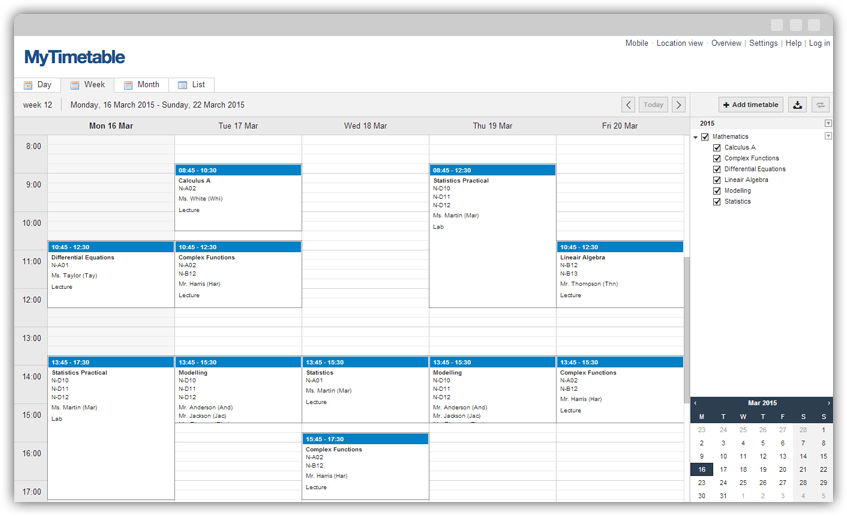 Mobile · Location view · Overview | Settings | Help | Log in
MyTimetable
Day Week Month List
week 12 Monday, 16 March 2015 - Sunday, 22 March 2015 Today + Add timetable
Mon 16 Mar Tue 17 Mar Wed 18 Mar Thu 19 Mar Fri 20 Mar
8:00
9:00
10:00
11:00
12:00
13:00
14:00
15:00
16:00
17:00
10:45 - 12:30
Differential Equations
N-A01
Ms. Taylor (Tay)
Lecture
13:45 - 17:30
Statistics Practical
N-D10
N-D11
N-D12
Ms. Martin (Mar)
Lab
08:45 - 10:30
Calculus A
N-A02
Ms. White (Whi)
Lecture
10:45 - 12:30
Complex Functions
N-A02
N-B12
Mr. Harris (Har)
Lecture
13:45 - 15:30
Modelling
N-D10
N-D11
N-D12
Mr. Anderson (And)
Mr. Jackson (Jac)
13:45 - 15:30
Statistics
N-A01
Ms. Martin (Mar)
Lecture
15:45 - 17:30
Complex Functions
N-A02
N-B12
Mr. Harris (Har)
Lecture
08:45 - 12:30
Statistics Practical
N-D10
N-D11
N-D12
Ms. Martin (Mar)
Lab
13:45 - 15:30
Modelling
N-D10
N-D11
N-D12
Mr. Anderson (And)
Mr. Jackson (Jac)
10:45 - 12:30
Lineair Algebra
N-B12
N-B13
Mr. Thompson (Thn)
Lecture
13:45 - 15:30
Complex Functions
N-A02
N-B12
Mr. Harris (Har)
Lecture
2015
Mathematics
Calculus A
Complex Functions
Differential Equations
Lineair Algebra
Modelling
Statistics
Mar 2015
M T W T F S S
23 24 25 26 27 28 1
2 3 4 5 6 7 8
9 10 11 12 13 14 15
16 17 18 19 20 21 22
23 24 25 26 27 28 29
30 31 1 2 3 4 5